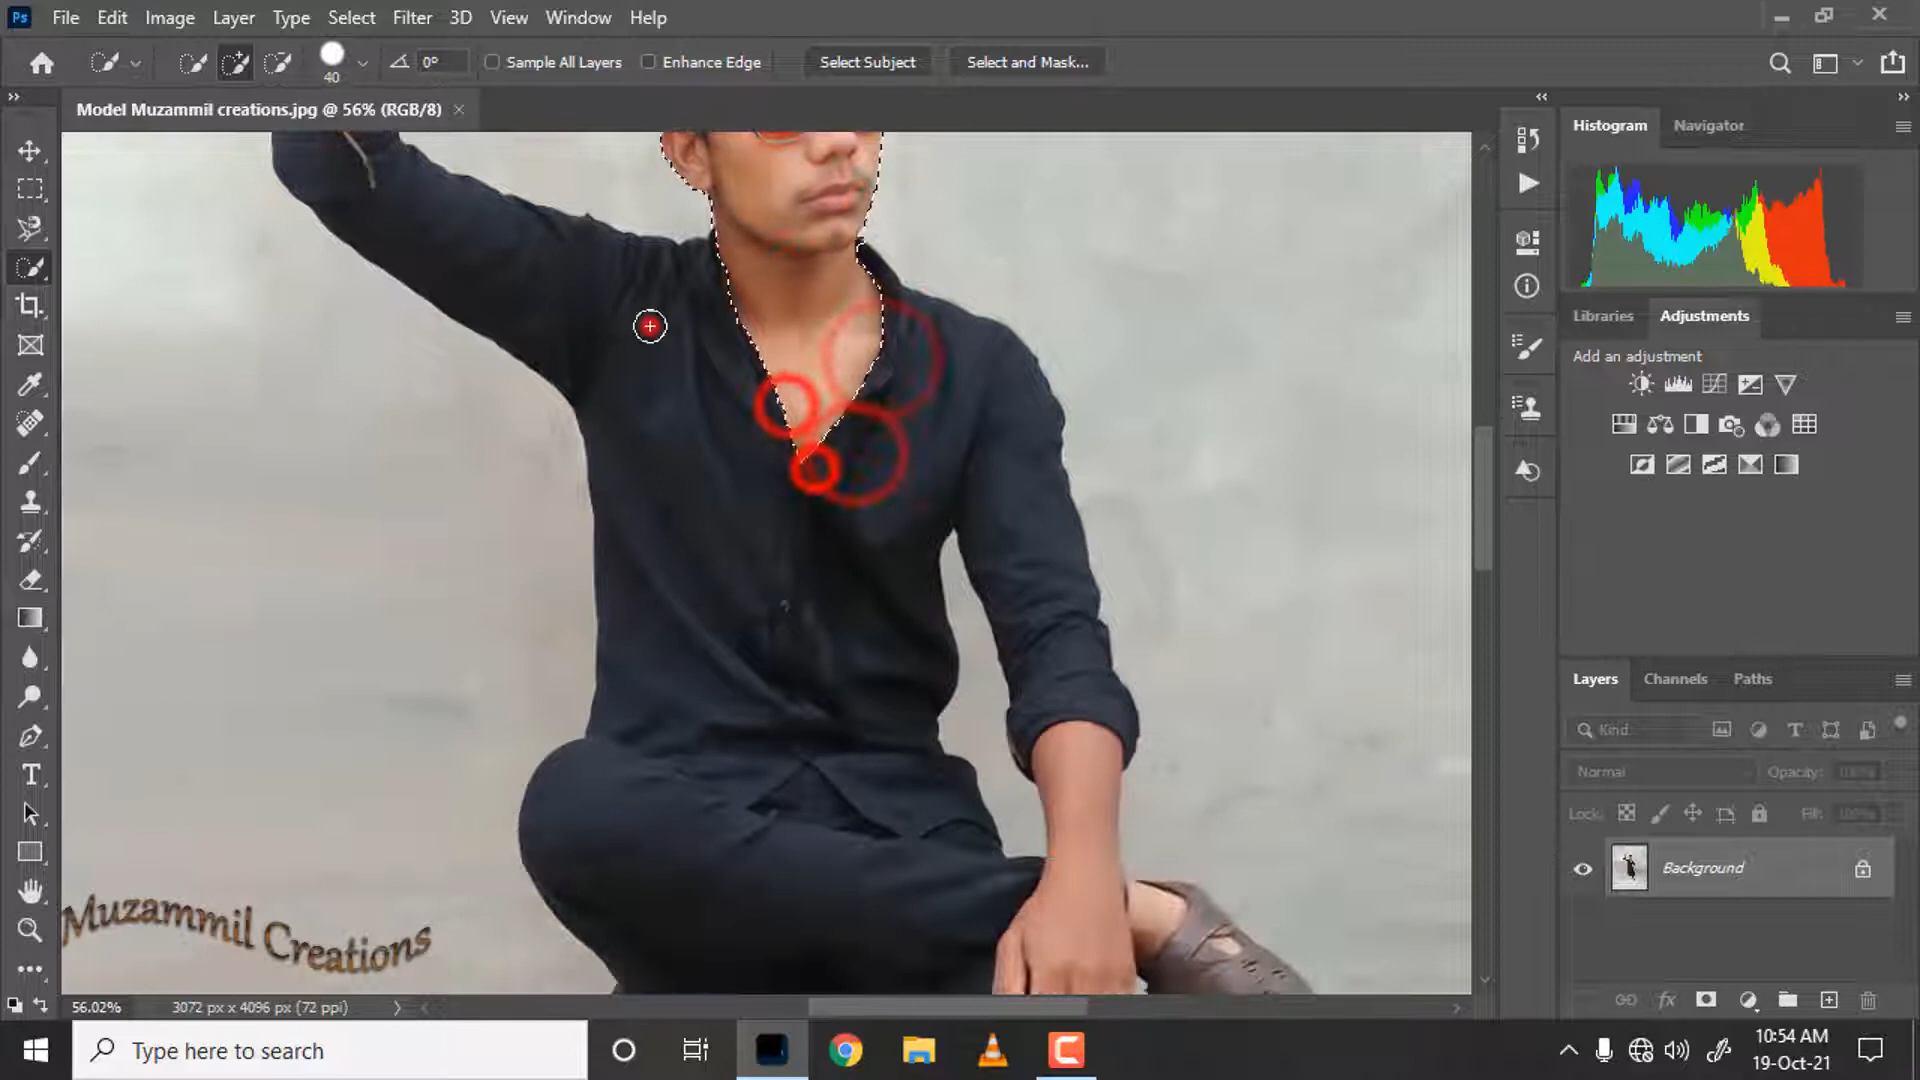 Ps File Edit Image Layer Select Filter 3D View Window Help
40 0° Sample All Layers Enhance Edge Select Subject Select and Mask...
Model Muzammil creations.jpg @ 56% (RGB/8) ×
Histogram Navigator
Libraries Adjustments
Add an adjustment
Layers Channels Paths
Kind
Normal Opacity: 100%
Lock: Fill: 100%
Background
Muzammil Creations
56.02% 3072 px x 4096 px (72 ppi)
Type here to search
10:54 AM
19-Oct-21